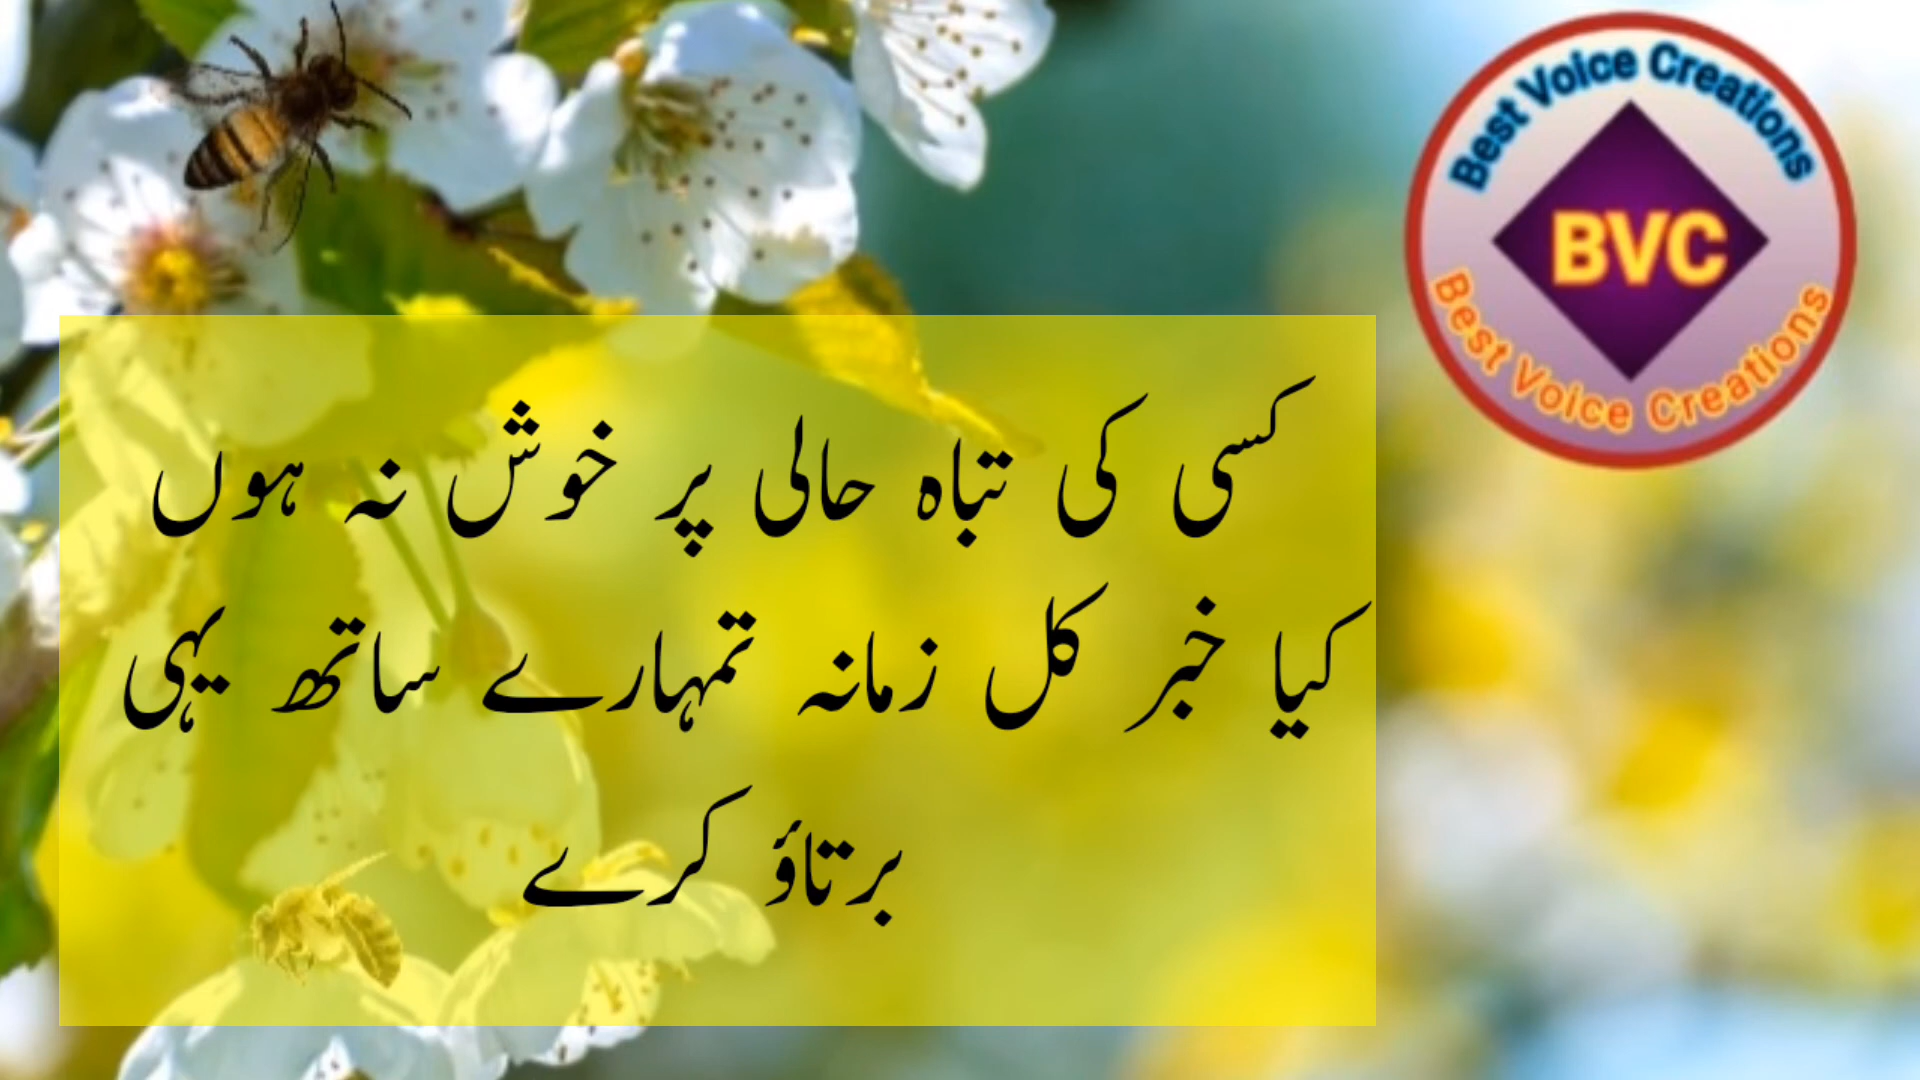 Best Voice Creations
BVC
Best Voice Creations
کسی کی تباہ حالی پر خوش نہ ہوں
کیا خبر کل زمانہ تمہارے ساتھ یہی
برتاؤ کرے